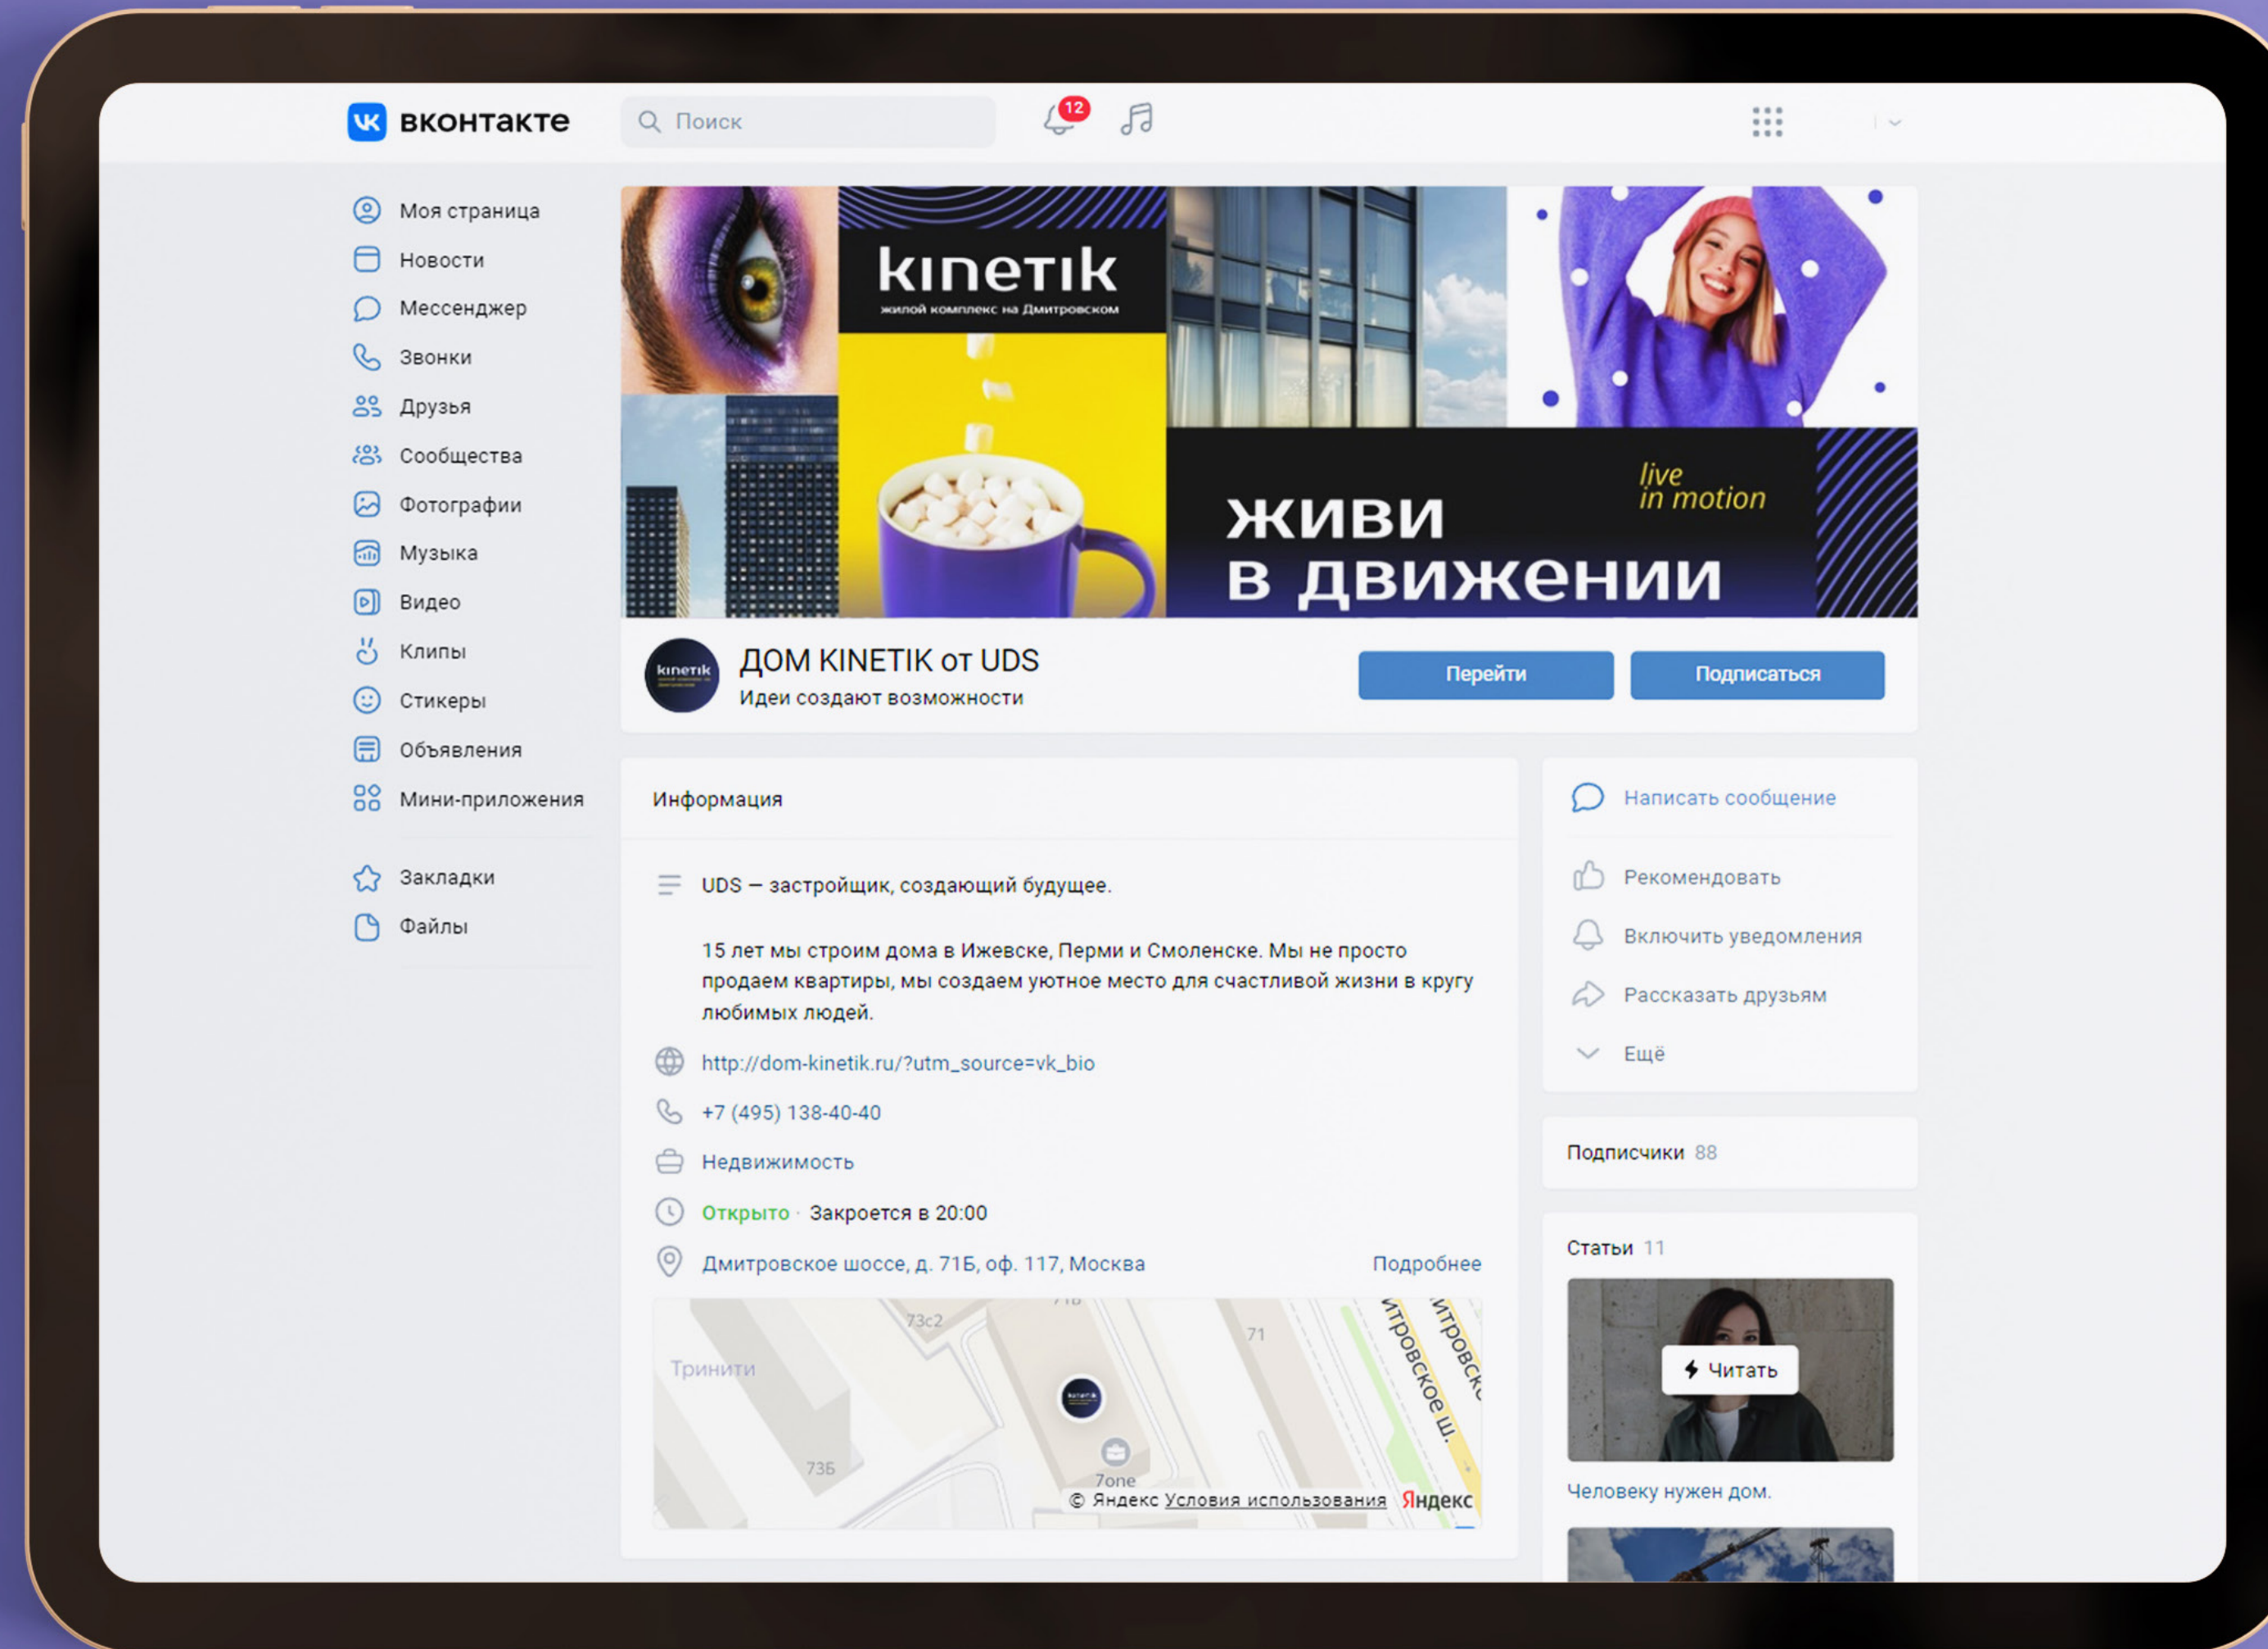 вконтакте
Поиск
12
Моя страница
Новости
Мессенджер
Звонки
Друзья
Сообщества
Фотографии
Музыка
Видео
Клипы
Стикеры
Объявления
Мини-приложения
Закладки
Файлы
kinetik
жилой комплекс на Дмитровском
live
in motion
живи
в движении
kinetik
ДОМ KINETIK от UDS
Идеи создают возможности
Перейти
Подписаться
Информация
UDS — застройщик, создающий будущее.
15 лет мы строим дома в Ижевске, Перми и Смоленске. Мы не просто
продаем квартиры, мы создаем уютное место для счастливой жизни в кругу
любимых людей.
http://dom-kinetik.ru/?utm_source=vk_bio
+7 (495) 138-40-40
Недвижимость
Открыто · Закроется в 20:00
Дмитровское шоссе, д. 71Б, оф. 117, Москва
Подробнее
73с2
71
Тринити
73Б
7one
© Яндекс Условия использования Яндекс
Написать сообщение
Рекомендовать
Включить уведомления
Рассказать друзьям
Ещё
Подписчики 88
Статьи 11
Читать
Человеку нужен дом.